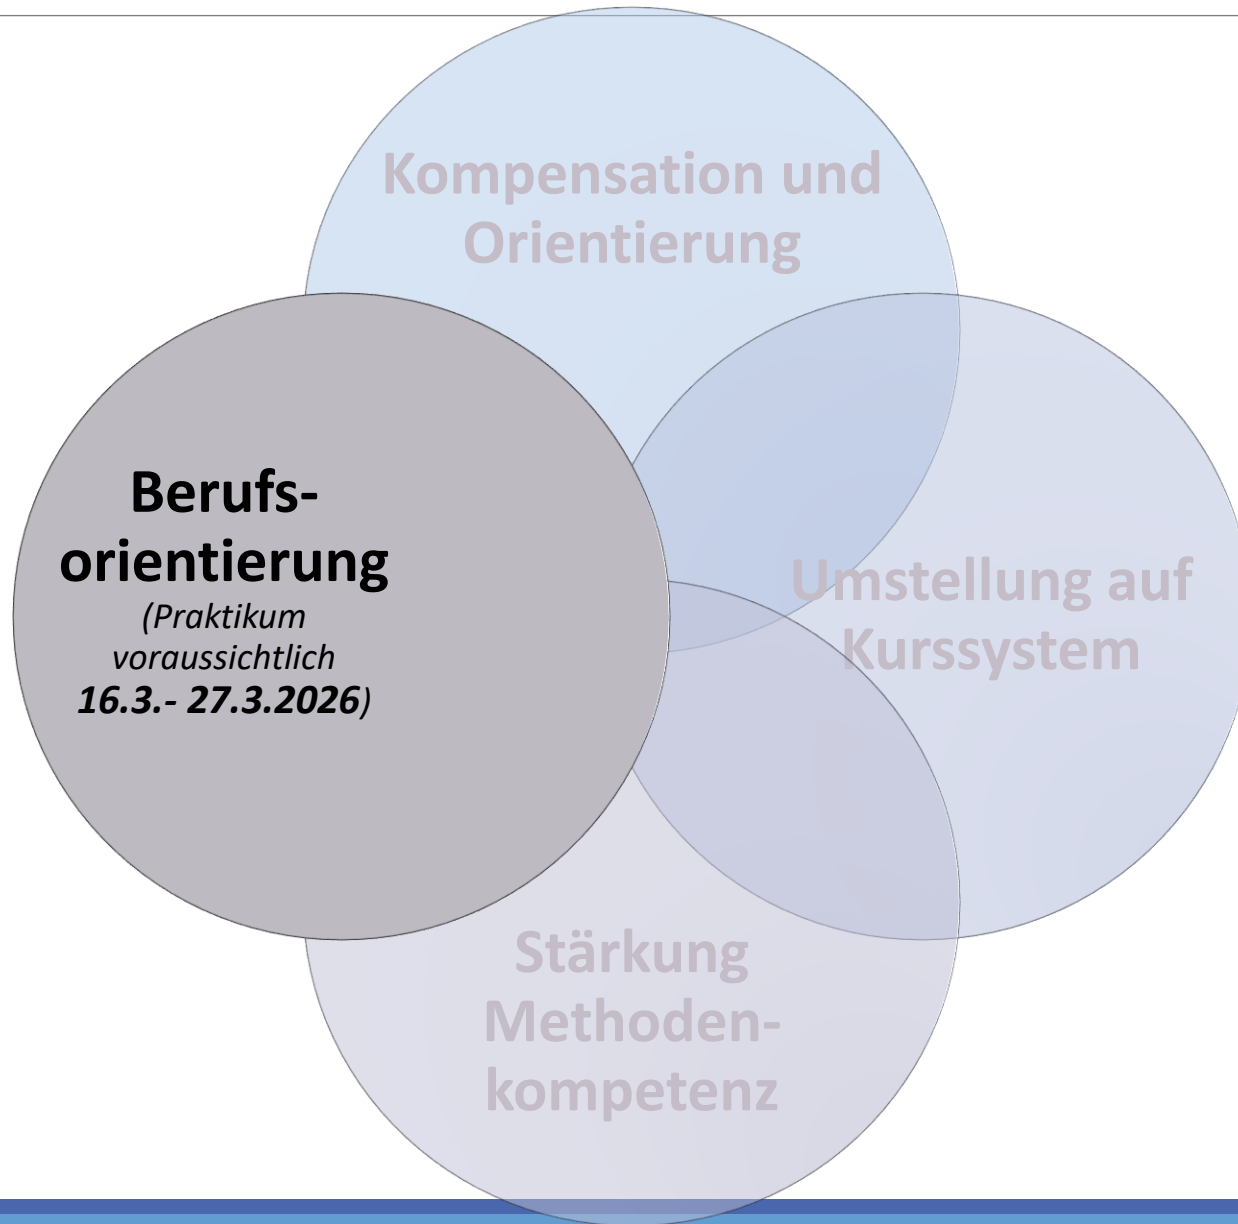 Kompensation und
Orientierung
Berufs-
orientierung
(Praktikum
voraussichtlich
16.3.- 27.3.2026)
Umstellung auf
Kurssystem
Stärkung
Methoden-
kompetenz